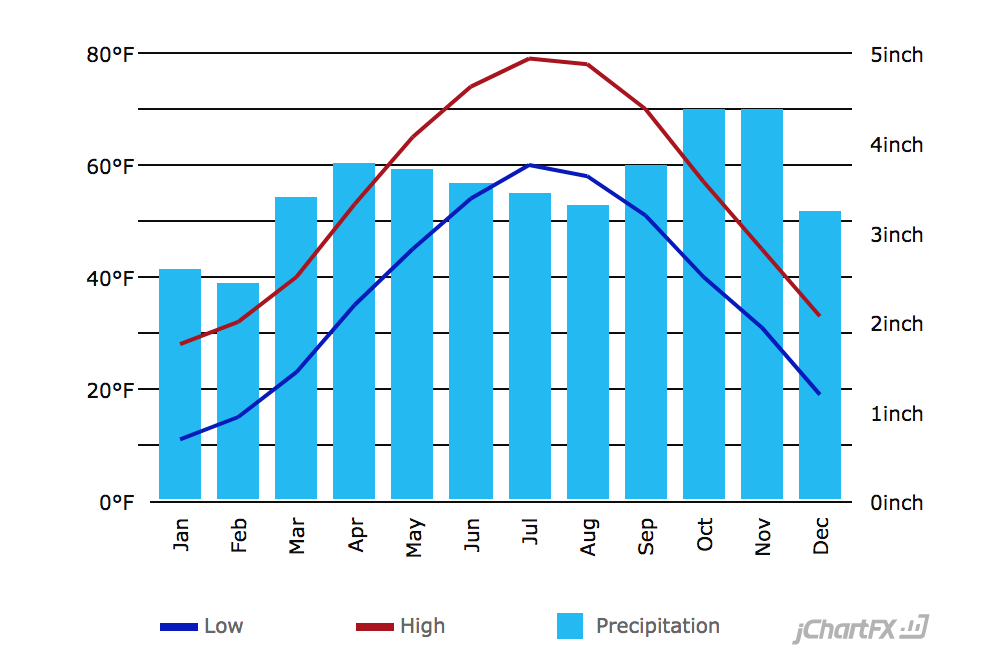 80°F
60°F
40°F
20°F
0°F
5inch
4inch
3inch
2inch
1inch
0inch
Jan
Feb
Mar
Apr
May
Jun
Jul
Aug
Sep
Oct
Nov
Dec
Low
High
Precipitation
jChartFX